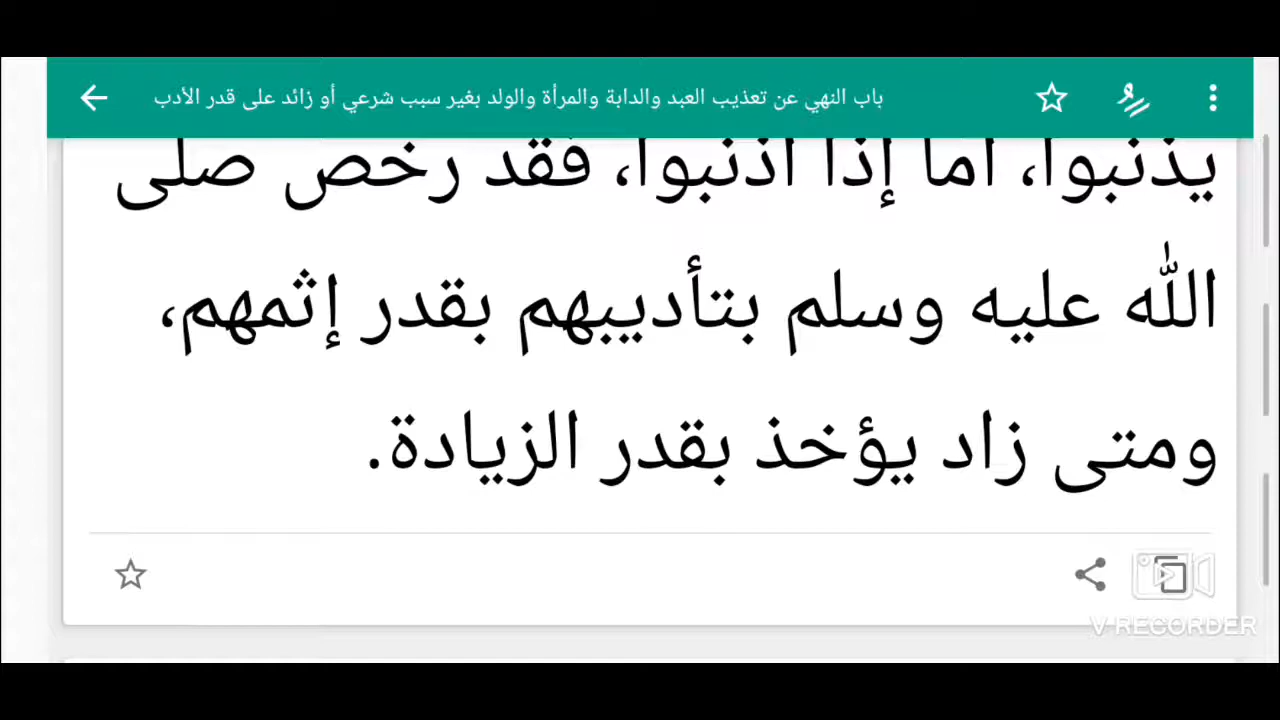 باب النهي عن تعذيب العبد والدابة والمرأة والولد بغير سبب شرعي أو زائد على قدر الأدب
يذنبوا، أما إذا أذنبوا، فقد رخص صلى
الله عليه وسلم بتأديبهم بقدر إثمهم،
ومتى زاد يؤخذ بقدر الزيادة.
V-RECORDER